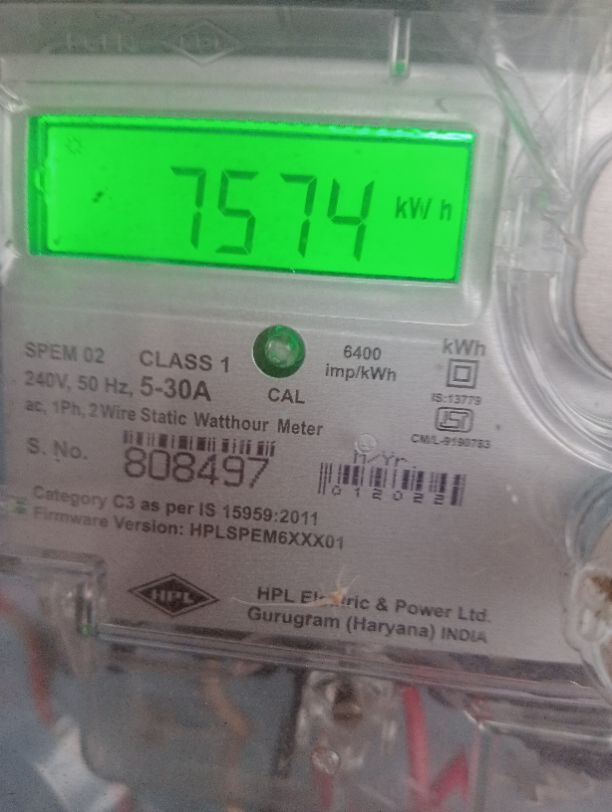 7574 kWh
SPEM 02 CLASS 1
240V, 50 Hz, 5-30A
CAL
6400
imp/kWh
kWh
IS:13779
CM/L-9190783
ac, 1Ph, 2 Wire Static Watthour Meter
S. No.
808497
M/Yr
012022
Category C3 as per IS 15959:2011
Firmware Version: HPLSPEM6XXX01
HPL
HPL Electric & Power Ltd.
Gurugram (Haryana) INDIA